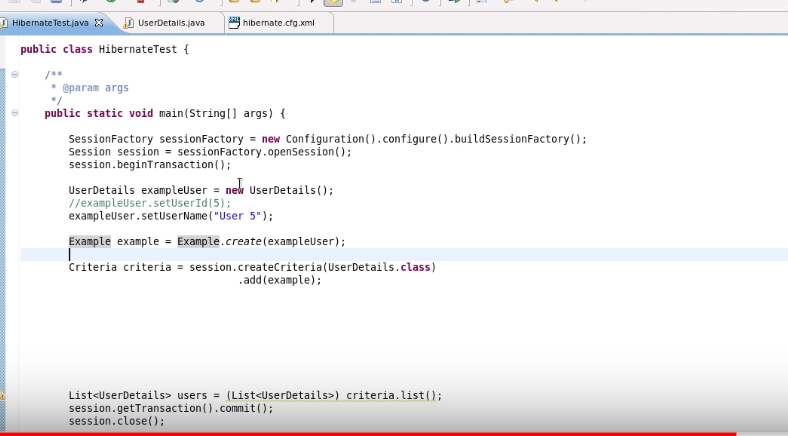 HibernateTest.java UserDetails.java hibernate.cfg.xml
public class HibernateTest {
/**
* @param args
*/
public static void main(String[] args) {
SessionFactory sessionFactory = new Configuration().configure().buildSessionFactory();
Session session = sessionFactory.openSession();
session.beginTransaction();
UserDetails exampleUser = new UserDetails();
//exampleUser.setUserId(5);
exampleUser.setUserName("User 5");
Example example = Example.create(exampleUser);
Criteria criteria = session.createCriteria(UserDetails.class)
.add(example);
List<UserDetails> users = (List<UserDetails>) criteria.list();
session.getTransaction().commit();
session.close();